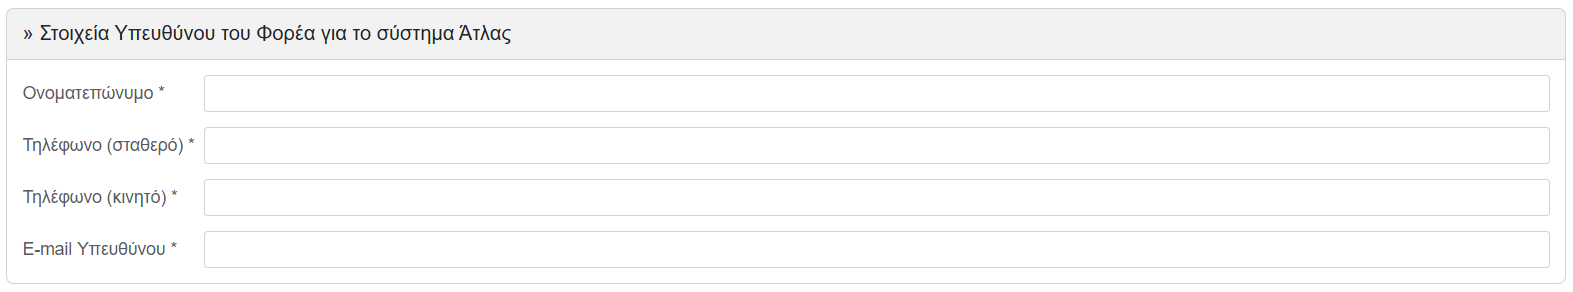 » Στοιχεία Υπευθύνου του Φορέα για το σύστημα Άτλας
Ονοματεπώνυμο *
Τηλέφωνο (σταθερό) *
Τηλέφωνο (κινητό) *
E-mail Υπευθύνου *